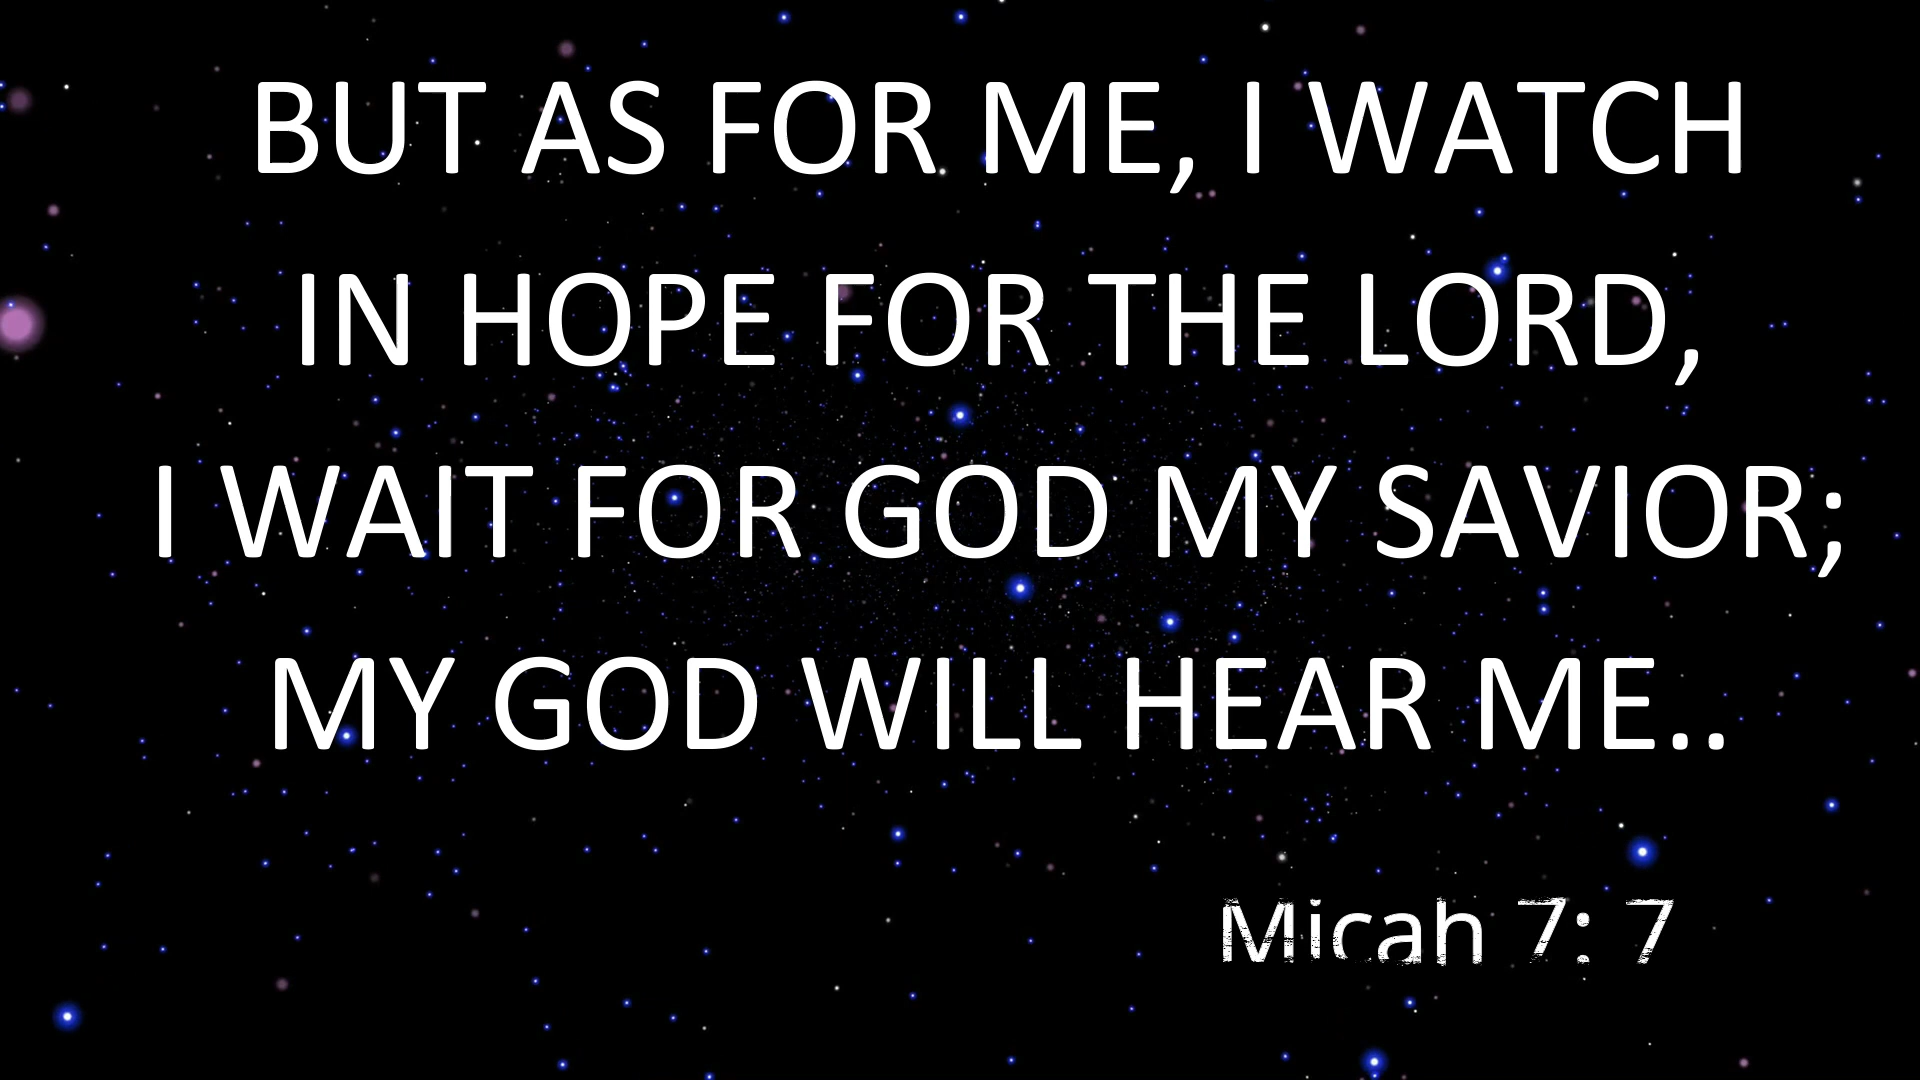 BUT AS FOR ME, I WATCH
IN HOPE FOR THE LORD,
I WAIT FOR GOD MY SAVIOR;
MY GOD WILL HEAR ME..
Micah 7: 7